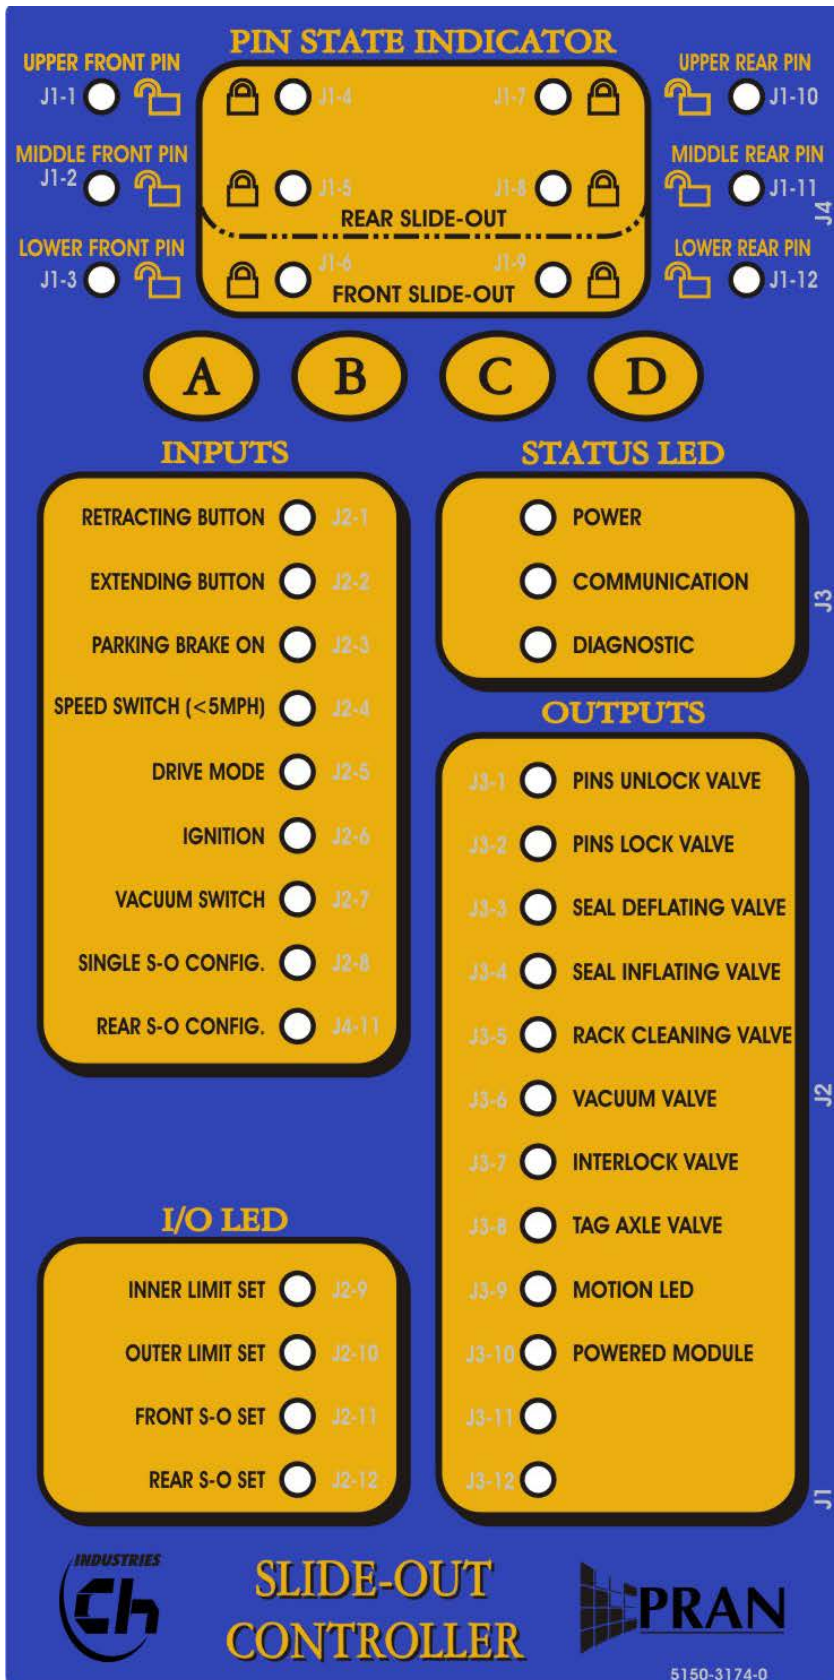 PIN STATE INDICATOR
UPPER FRONT PIN
J1-1
J1-4
J1-7
UPPER REAR PIN
J1-10
MIDDLE FRONT PIN
J1-2
J1-5
J1-8
MIDDLE REAR PIN
J1-11
J4
REAR SLIDE-OUT
LOWER FRONT PIN
J1-3
J1-6
J1-9
LOWER REAR PIN
J1-12
FRONT SLIDE-OUT
A B C D
INPUTS
RETRACTING BUTTON J2-1
EXTENDING BUTTON J2-2
PARKING BRAKE ON J2-3
SPEED SWITCH (<5MPH) J2-4
DRIVE MODE J2-5
IGNITION J2-6
VACUUM SWITCH J2-7
SINGLE S-O CONFIG. J2-8
REAR S-O CONFIG. J4-11
STATUS LED
POWER
COMMUNICATION
DIAGNOSTIC
J3
OUTPUTS
J3-1 PINS UNLOCK VALVE
J3-2 PINS LOCK VALVE
J3-3 SEAL DEFLATING VALVE
J3-4 SEAL INFLATING VALVE
J3-5 RACK CLEANING VALVE
J3-6 VACUUM VALVE
J2
J3-7 INTERLOCK VALVE
J3-8 TAG AXLE VALVE
J3-9 MOTION LED
J3-10 POWERED MODULE
J3-11
J3-12
J1
I/O LED
INNER LIMIT SET J2-9
OUTER LIMIT SET J2-10
FRONT S-O SET J2-11
REAR S-O SET J2-12
INDUSTRIES
Ch
SLIDE-OUT
CONTROLLER
PRAN
5150-3174-0